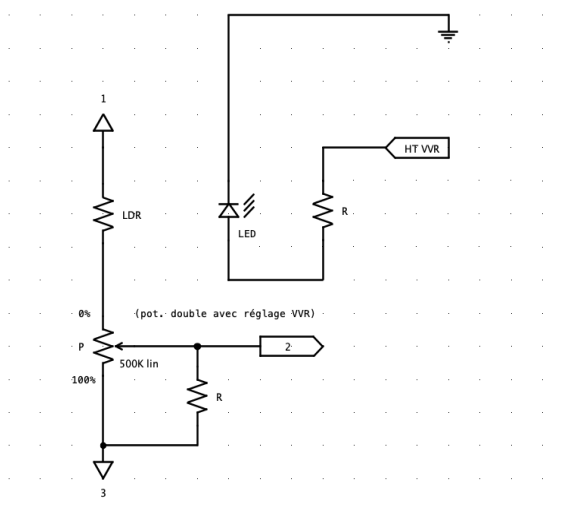 1
HT VVR
LDR
R
LED
0%
(pot. double avec réglage VVR)
P
2
500K lin
100%
R
3